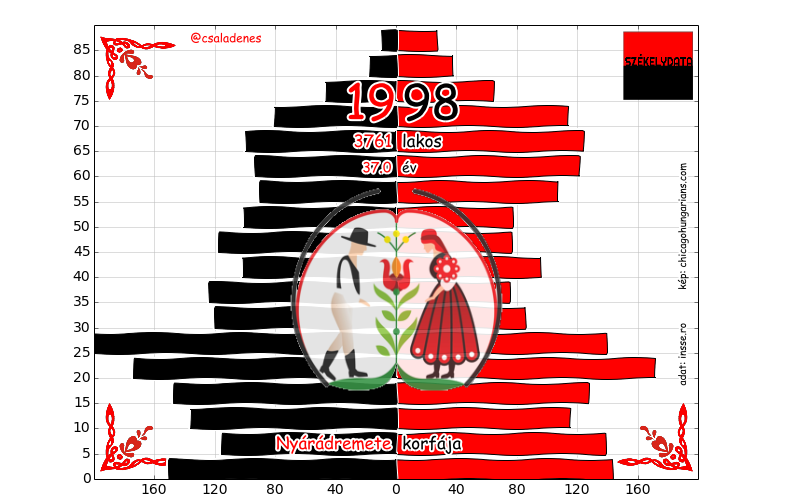 @csaladenes
SZÉKELYDATA
1998
3761 lakos
37.0 év
kép: chicagohungarians.com
adat: insse.ro
Nyárádremete korfája
85
80
75
70
65
60
55
50
45
40
35
30
25
20
15
10
5
0
160 120 80 40 0 40 80 120 160